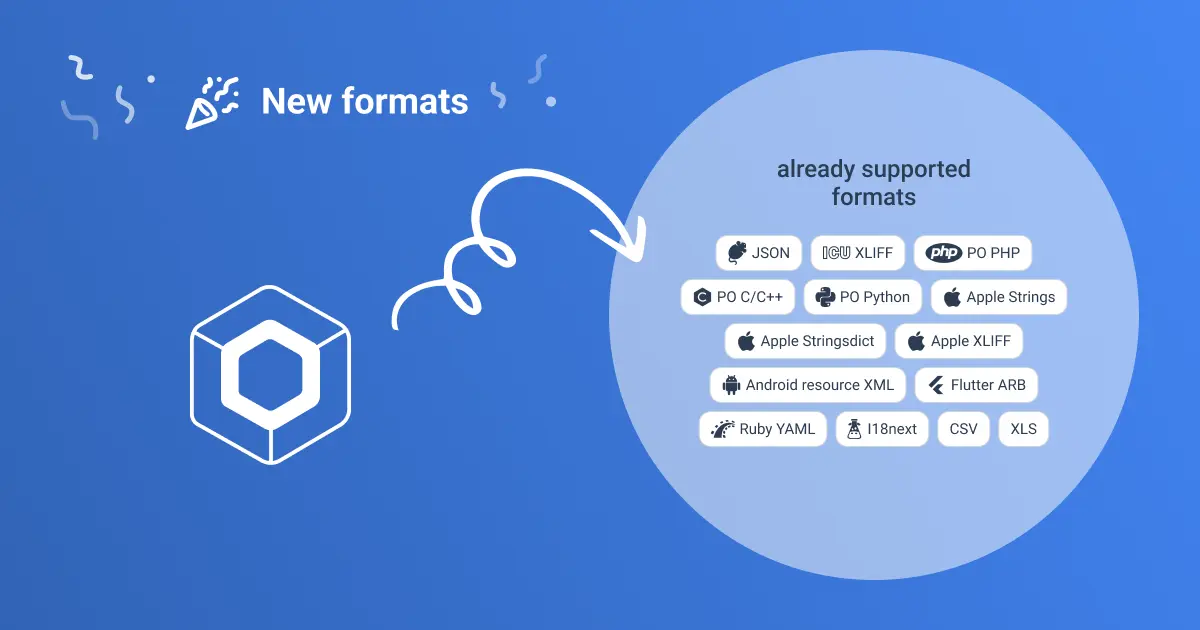 New formats
already supported
formats
JSON
ICU XLIFF
php PO PHP
C PO C/C++
PO Python
Apple Strings
Apple Stringsdict
Apple XLIFF
Android resource XML
Flutter ARB
Ruby YAML
I18next
CSV
XLS